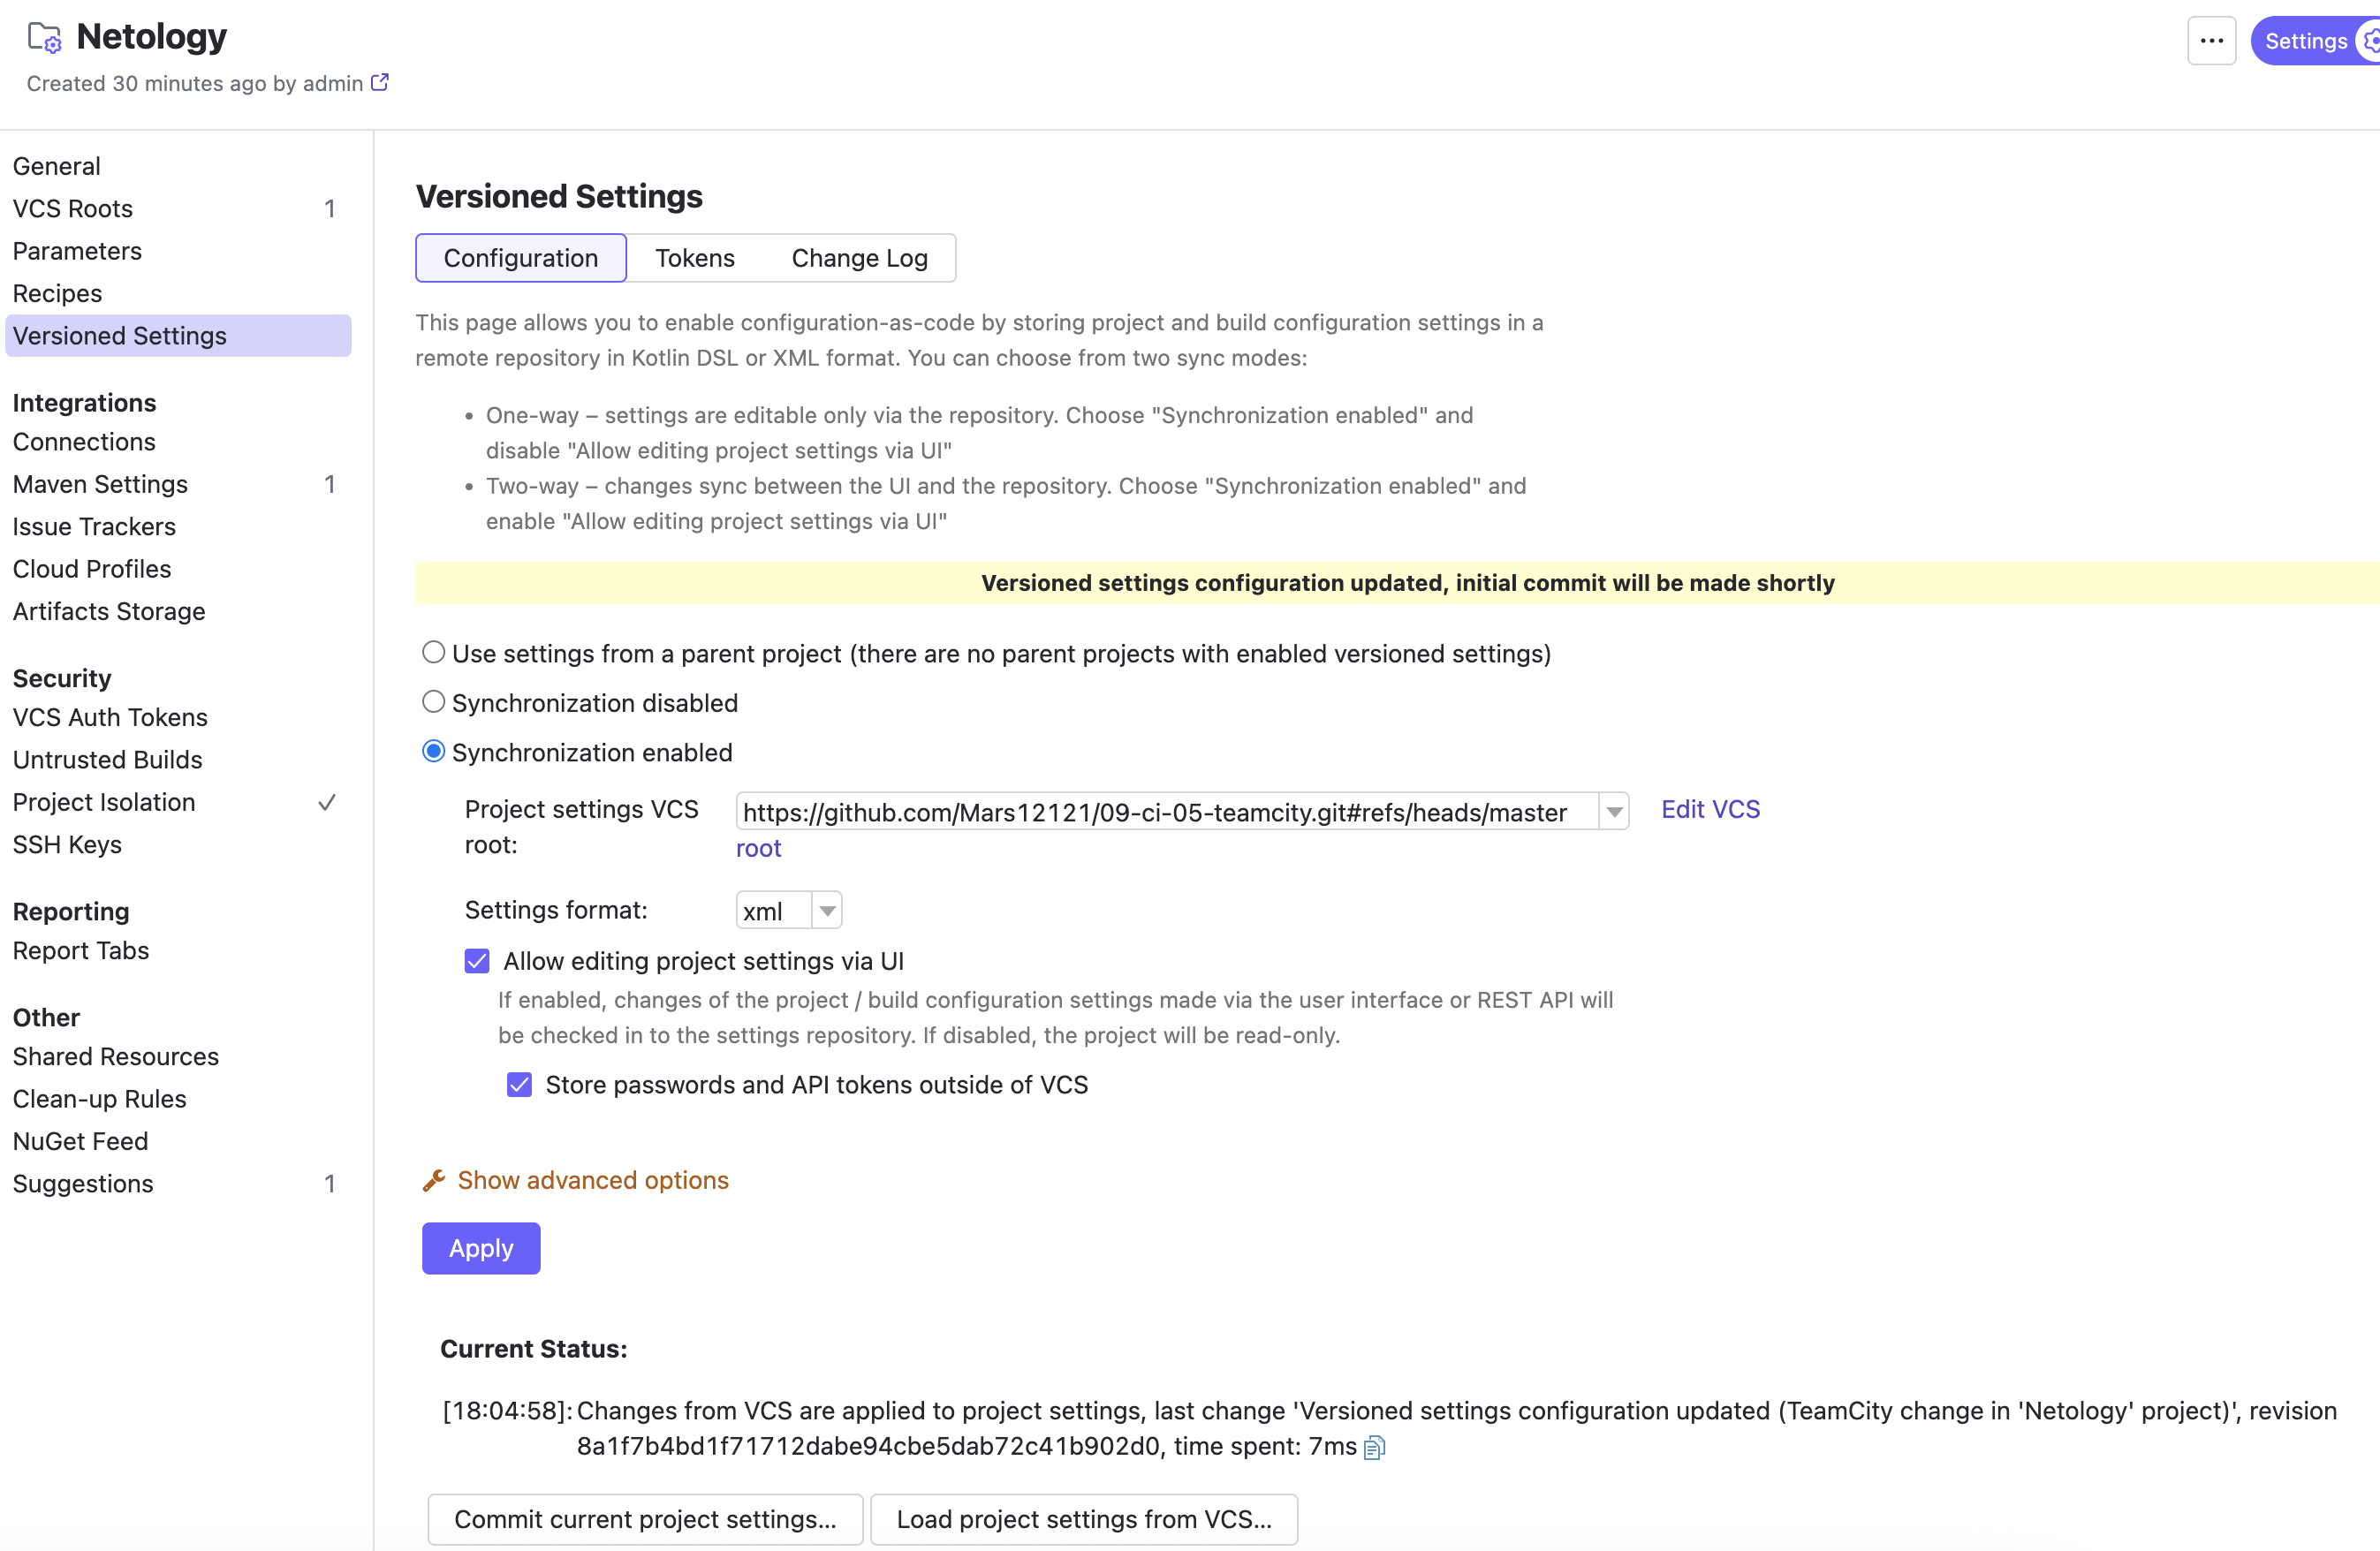 Netology
Created 30 minutes ago by admin
Settings
General
VCS Roots 1
Parameters
Recipes
Versioned Settings
Integrations
Connections
Maven Settings 1
Issue Trackers
Cloud Profiles
Artifacts Storage
Security
VCS Auth Tokens
Untrusted Builds
Project Isolation
SSH Keys
Reporting
Report Tabs
Other
Shared Resources
Clean-up Rules
NuGet Feed
Suggestions 1
Versioned Settings
Configuration Tokens Change Log
This page allows you to enable configuration-as-code by storing project and build configuration settings in a
remote repository in Kotlin DSL or XML format. You can choose from two sync modes:
• One-way – settings are editable only via the repository. Choose "Synchronization enabled" and
disable "Allow editing project settings via UI"
• Two-way – changes sync between the UI and the repository. Choose "Synchronization enabled" and
enable "Allow editing project settings via UI"
Versioned settings configuration updated, initial commit will be made shortly
Use settings from a parent project (there are no parent projects with enabled versioned settings)
Synchronization disabled
Synchronization enabled
Project settings VCS root:
https://github.com/Mars12121/09-ci-05-teamcity.git#refs/heads/master
Edit VCS root
Settings format: xml
Allow editing project settings via UI
If enabled, changes of the project / build configuration settings made via the user interface or REST API will
be checked in to the settings repository. If disabled, the project will be read-only.
Store passwords and API tokens outside of VCS
Show advanced options
Apply
Current Status:
[18:04:58]: Changes from VCS are applied to project settings, last change 'Versioned settings configuration updated (TeamCity change in 'Netology' project)', revision
8a1f7b4bd1f71712dabe94cbe5dab72c41b902d0, time spent: 7ms
Commit current project settings... Load project settings from VCS...